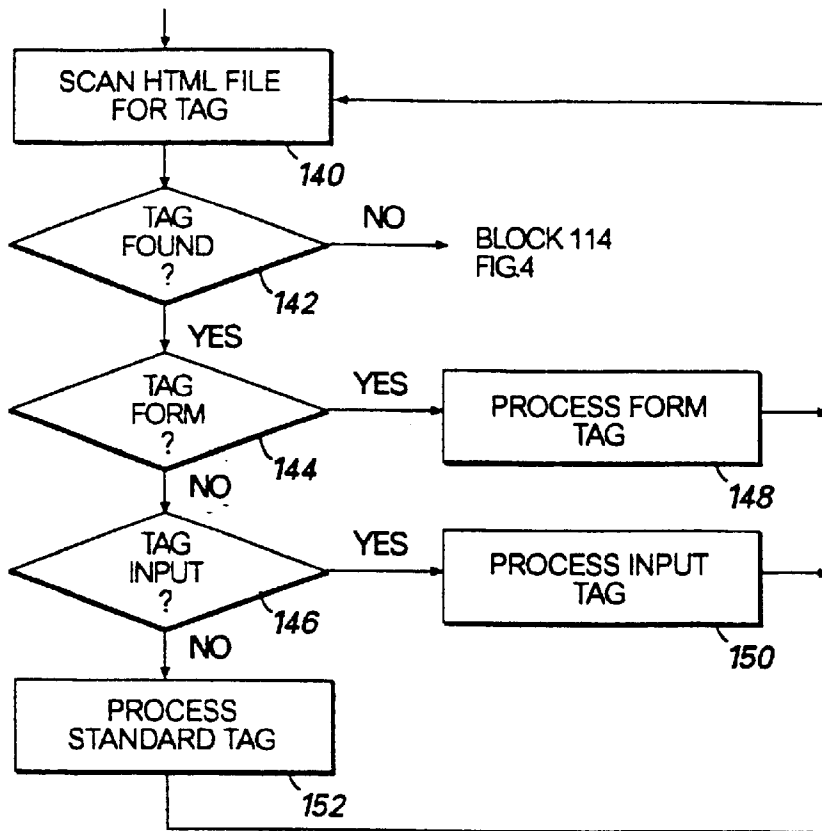 SCAN HTML FILE
FOR TAG
140
TAG
FOUND
?
NO
142
BLOCK 114
FIG.4
YES
TAG
FORM
?
YES
144
PROCESS FORM
TAG
148
NO
TAG
INPUT
?
YES
146
PROCESS INPUT
TAG
150
NO
PROCESS
STANDARD TAG
152